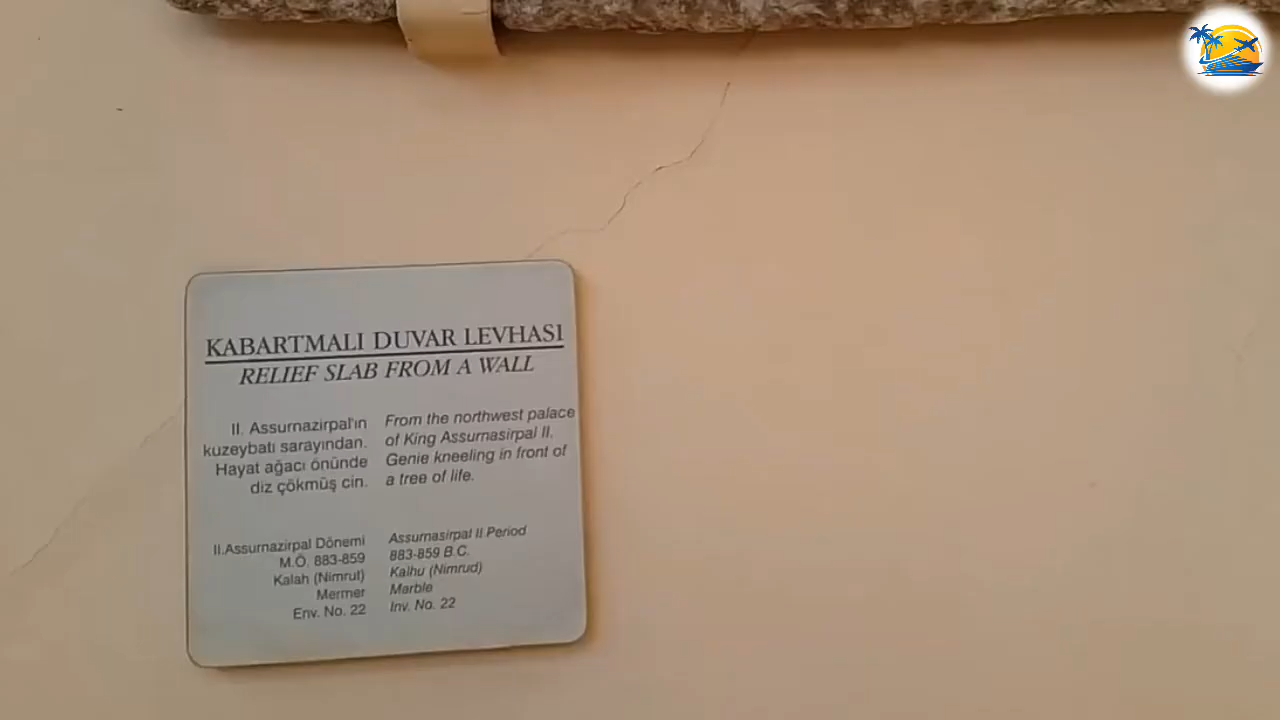 KABARTMALI DUVAR LEVHASI
RELIEF SLAB FROM A WALL
II. Assurnazirpal'ın
kuzeybatı sarayından.
Hayat ağacı önünde
diz çökmüş cin.
From the northwest palace
of King Assurnasirpal II.
Genie kneeling in front of
a tree of life.
II.Assurnazirpal Dönemi
M.Ö. 883-859
Kalah (Nimrut)
Mermer
Env. No. 22
Assurnasirpal II Period
883-859 B.C.
Kalhu (Nimrud)
Marble
Inv. No. 22